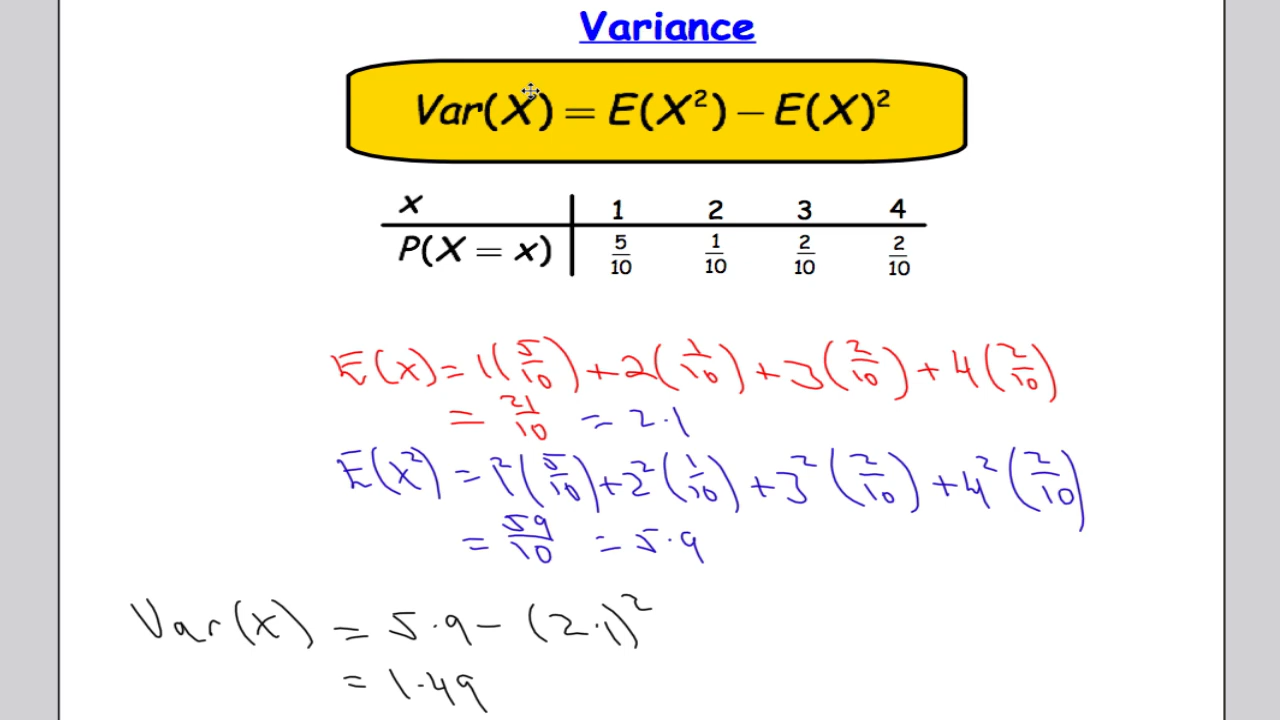 Variance
Var(X) = E(X²) − E(X)²
x 1 2 3 4
P(X = x) 5/10 1/10 2/10 2/10
E(x) = 1(5/10) + 2(1/10) + 3(2/10) + 4(2/10)
= 21/10 = 2.1
E(x²) = 1²(5/10) + 2²(1/10) + 3²(2/10) + 4²(2/10)
= 59/10 = 5.9
Var(x) = 5.9 − (2.1)²
= 1.49